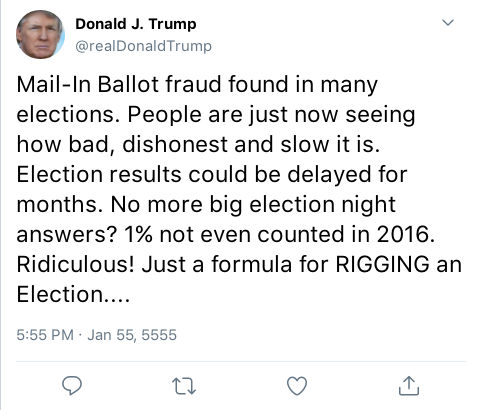 Donald J. Trump
@realDonaldTrump
Mail-In Ballot fraud found in many
elections. People are just now seeing
how bad, dishonest and slow it is.
Election results could be delayed for
months. No more big election night
answers? 1% not even counted in 2016.
Ridiculous! Just a formula for RIGGING an
Election....
5:55 PM · Jan 55, 5555